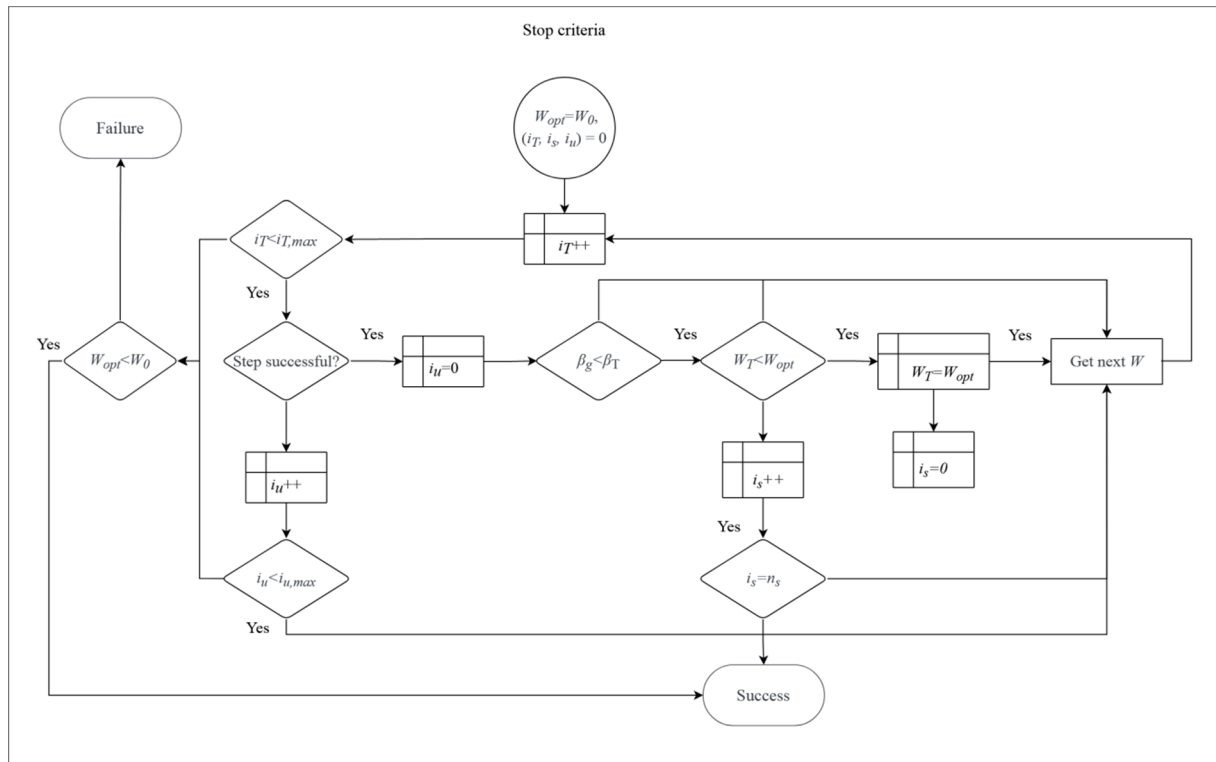 Stop criteria
W_opt=W_0,
(i_T, i_s, i_u) = 0
Failure
i_T<i_T,max
i_T++
Yes
Yes
W_opt<W_0
Step successful?
Yes
i_u=0
β_g<β_T
Yes
W_T<W_opt
Yes
W_T=W_opt
Yes
Get next W
i_u++
i_s++
i_s=0
Yes
i_u<i_u,max
i_s=n_s
Yes
Success